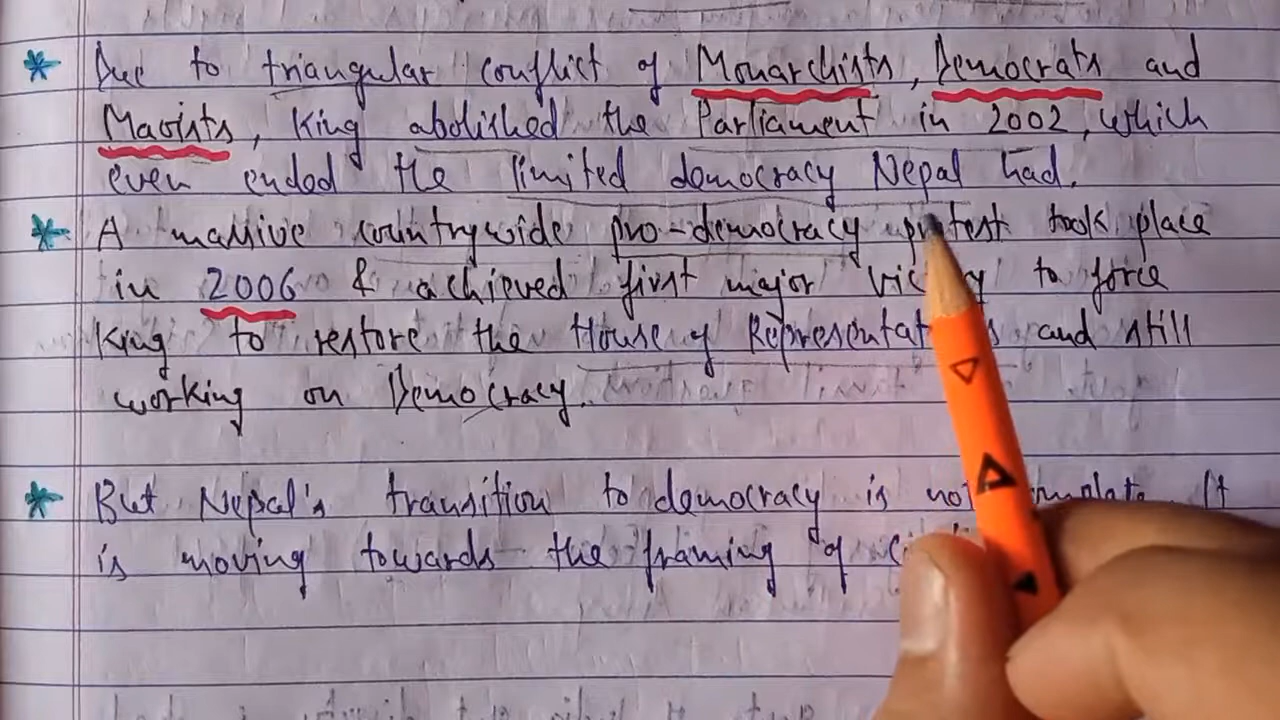 * Due to triangular conflict of Monarchists, Democrats and
Maoists, King abolished the Parliament in 2002, which
even ended the limited democracy Nepal had.
* A massive countrywide pro-democracy protest took place
in 2006 & achieved first major to force
King to restore the House of and still
working on Democracy.
* But Nepal's transition to democracy is It
is moving towards the framing of